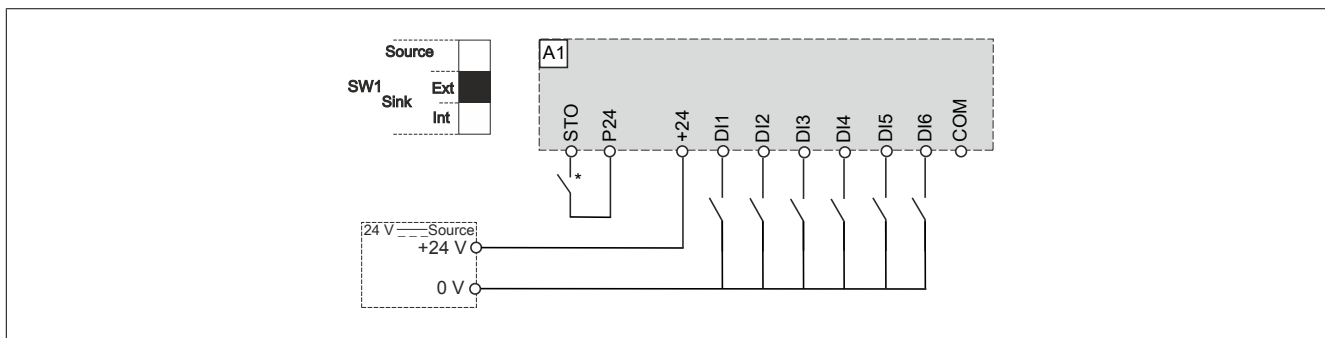 Source
SW1
Ext
Sink
Int
A1
STO
P24
+24
DI1
DI2
DI3
DI4
DI5
DI6
COM
*
24 V Source
+24 V
0 V